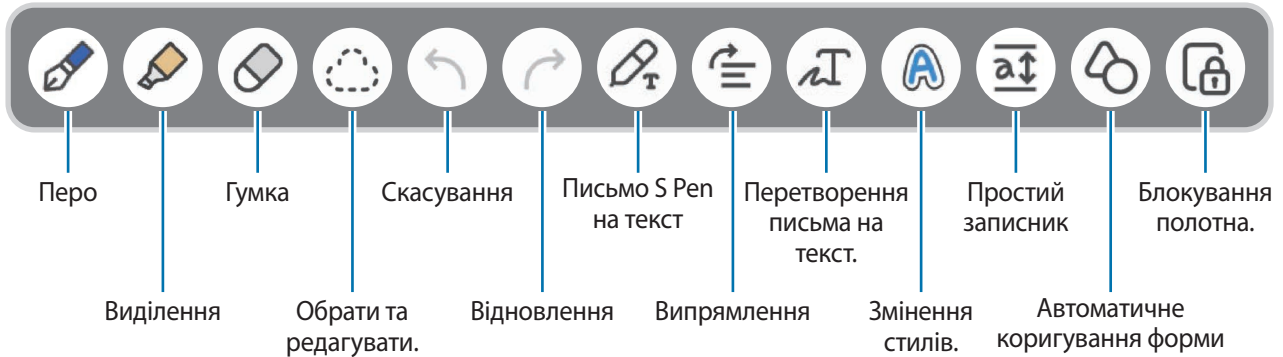 Перо
Гумка
Скасування
Письмо S Pen
на текст
Перетворення
письма на
текст.
Простий
записник
Блокування
полотна.
Виділення
Обрати та
редагувати.
Відновлення
Випрямлення
Змінення
стилів.
Автоматичне
коригування форми